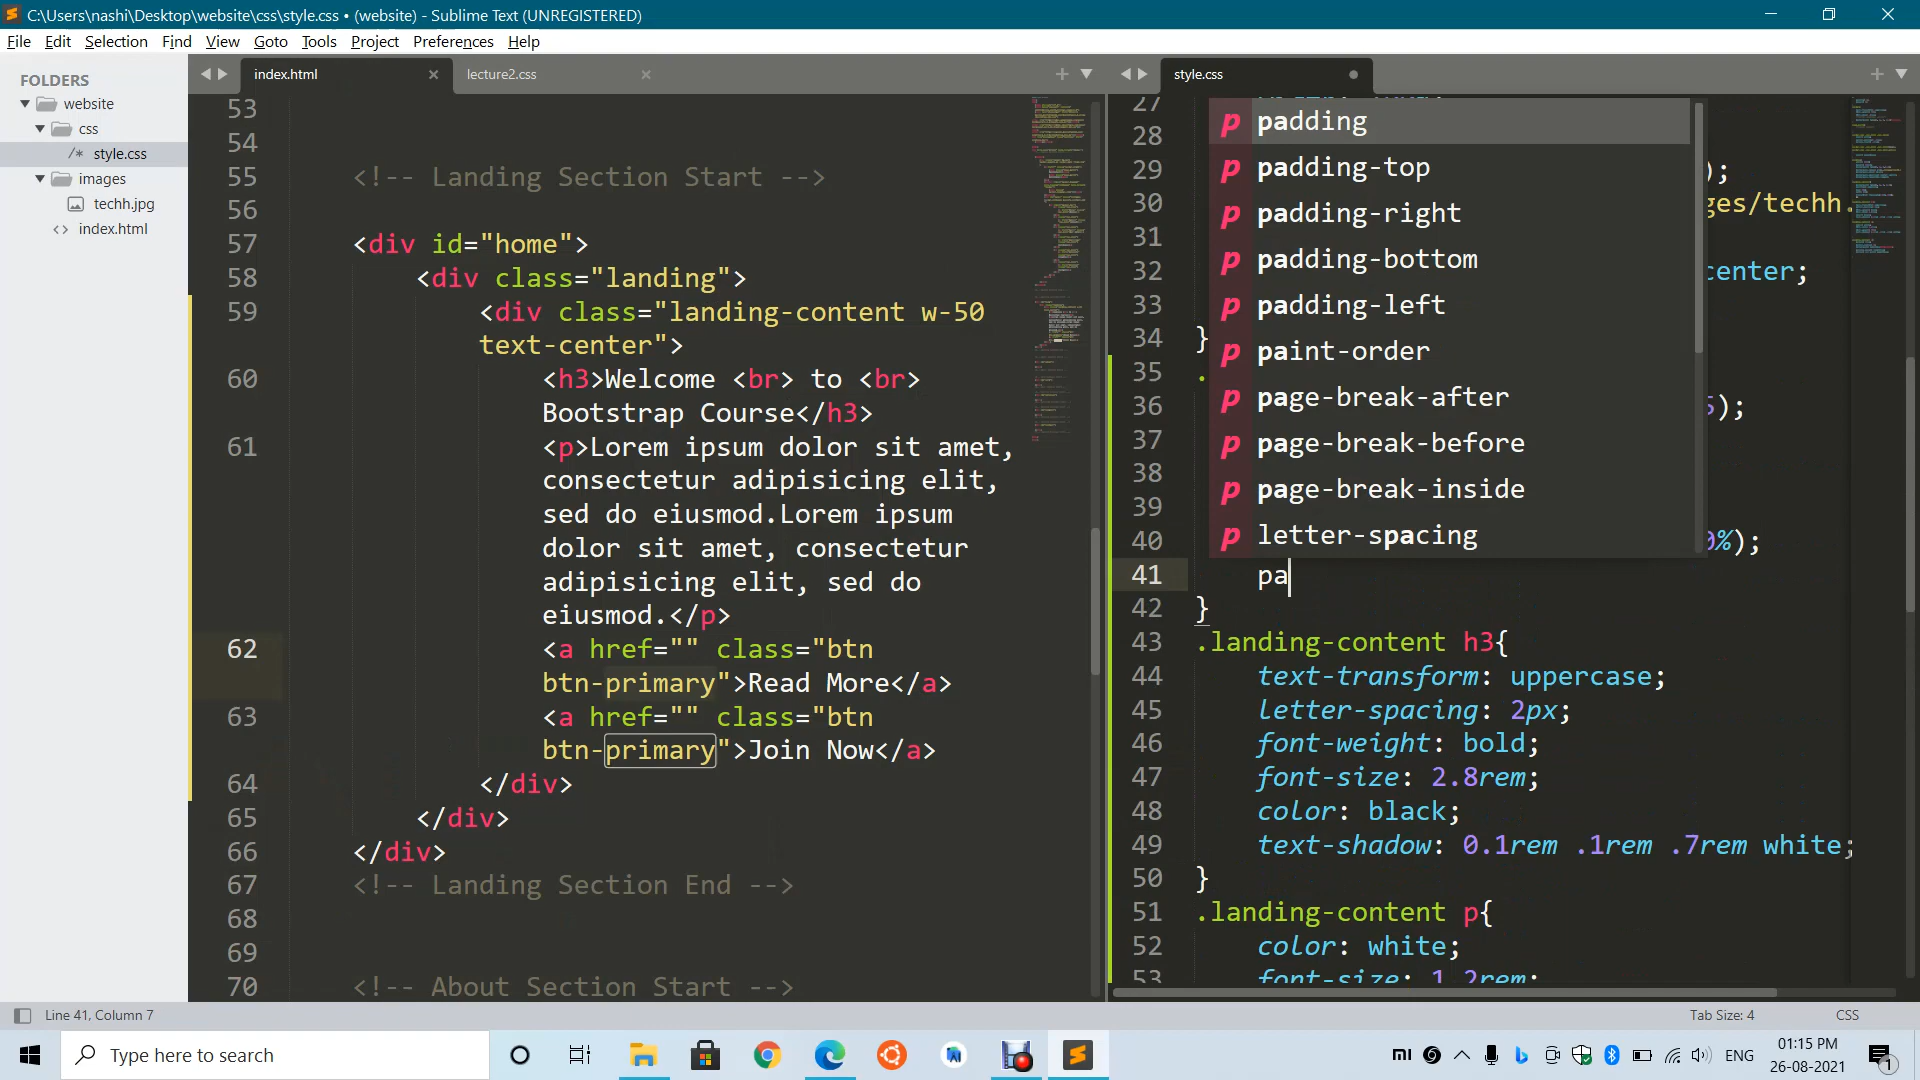 C:\Users\nashi\Desktop\website\css\style.css • (website) - Sublime Text (UNREGISTERED)
File Edit Selection Find View Goto Tools Project Preferences Help
FOLDERS
website
css
/* style.css
images
techh.jpg
<> index.html
index.html
lecture2.css
53
54
55 <!-- Landing Section Start -->
56
57 <div id="home">
58 <div class="landing">
59 <div class="landing-content w-50
text-center">
60 <h3>Welcome <br> to <br>
Bootstrap Course</h3>
61 <p>Lorem ipsum dolor sit amet,
consectetur adipisicing elit,
sed do eiusmod.Lorem ipsum
dolor sit amet, consectetur
adipisicing elit, sed do
eiusmod.</p>
62 <a href="" class="btn
btn-primary">Read More</a>
63 <a href="" class="btn
btn-primary">Join Now</a>
64 </div>
65 </div>
66 </div>
67 <!-- Landing Section End -->
68
69
70 <!-- About Section Start -->
style.css
27
28
29 );
30 ges/techh.
31
32 center;
33
34 }
35 .
36 5);
37
38
39
40 0%);
41 pa
42 }
43 .landing-content h3{
44 text-transform: uppercase;
45 letter-spacing: 2px;
46 font-weight: bold;
47 font-size: 2.8rem;
48 color: black;
49 text-shadow: 0.1rem .1rem .7rem white;
50 }
51 .landing-content p{
52 color: white;
53 font-size: 1.2rem;
p padding
p padding-top
p padding-right
p padding-bottom
p padding-left
p paint-order
p page-break-after
p page-break-before
p page-break-inside
p letter-spacing
Line 41, Column 7
Tab Size: 4
CSS
Type here to search
ENG
01:15 PM
26-08-2021
1